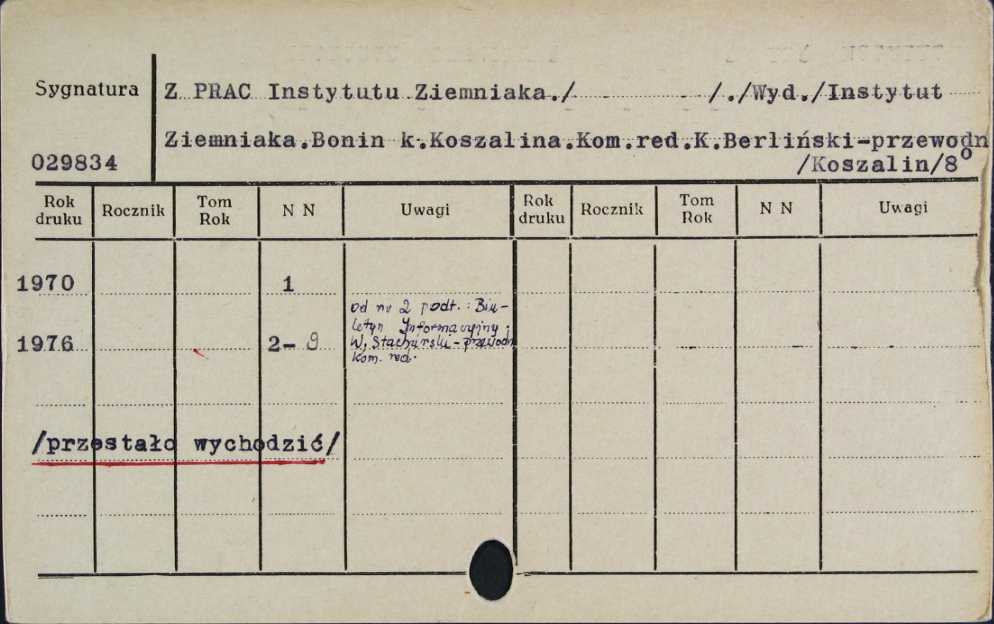 Sygnatura
Z PRAC Instytutu Ziemniaka./ /./Wyd./Instytut
Ziemniaka.Bonin k.Koszalina.Kom.red.K.Berliński-przewodn
029834
/Koszalin/8°
Rok druku Rocznik Tom Rok N N Uwagi Rok druku Rocznik Tom Rok N N Uwagi
1970 1
od nr 2 podt.: Biu-
letyn Informacyjny.
1976 2-9 W. Stachurski - przewodn
kom. red.
/przestało wychodzić/